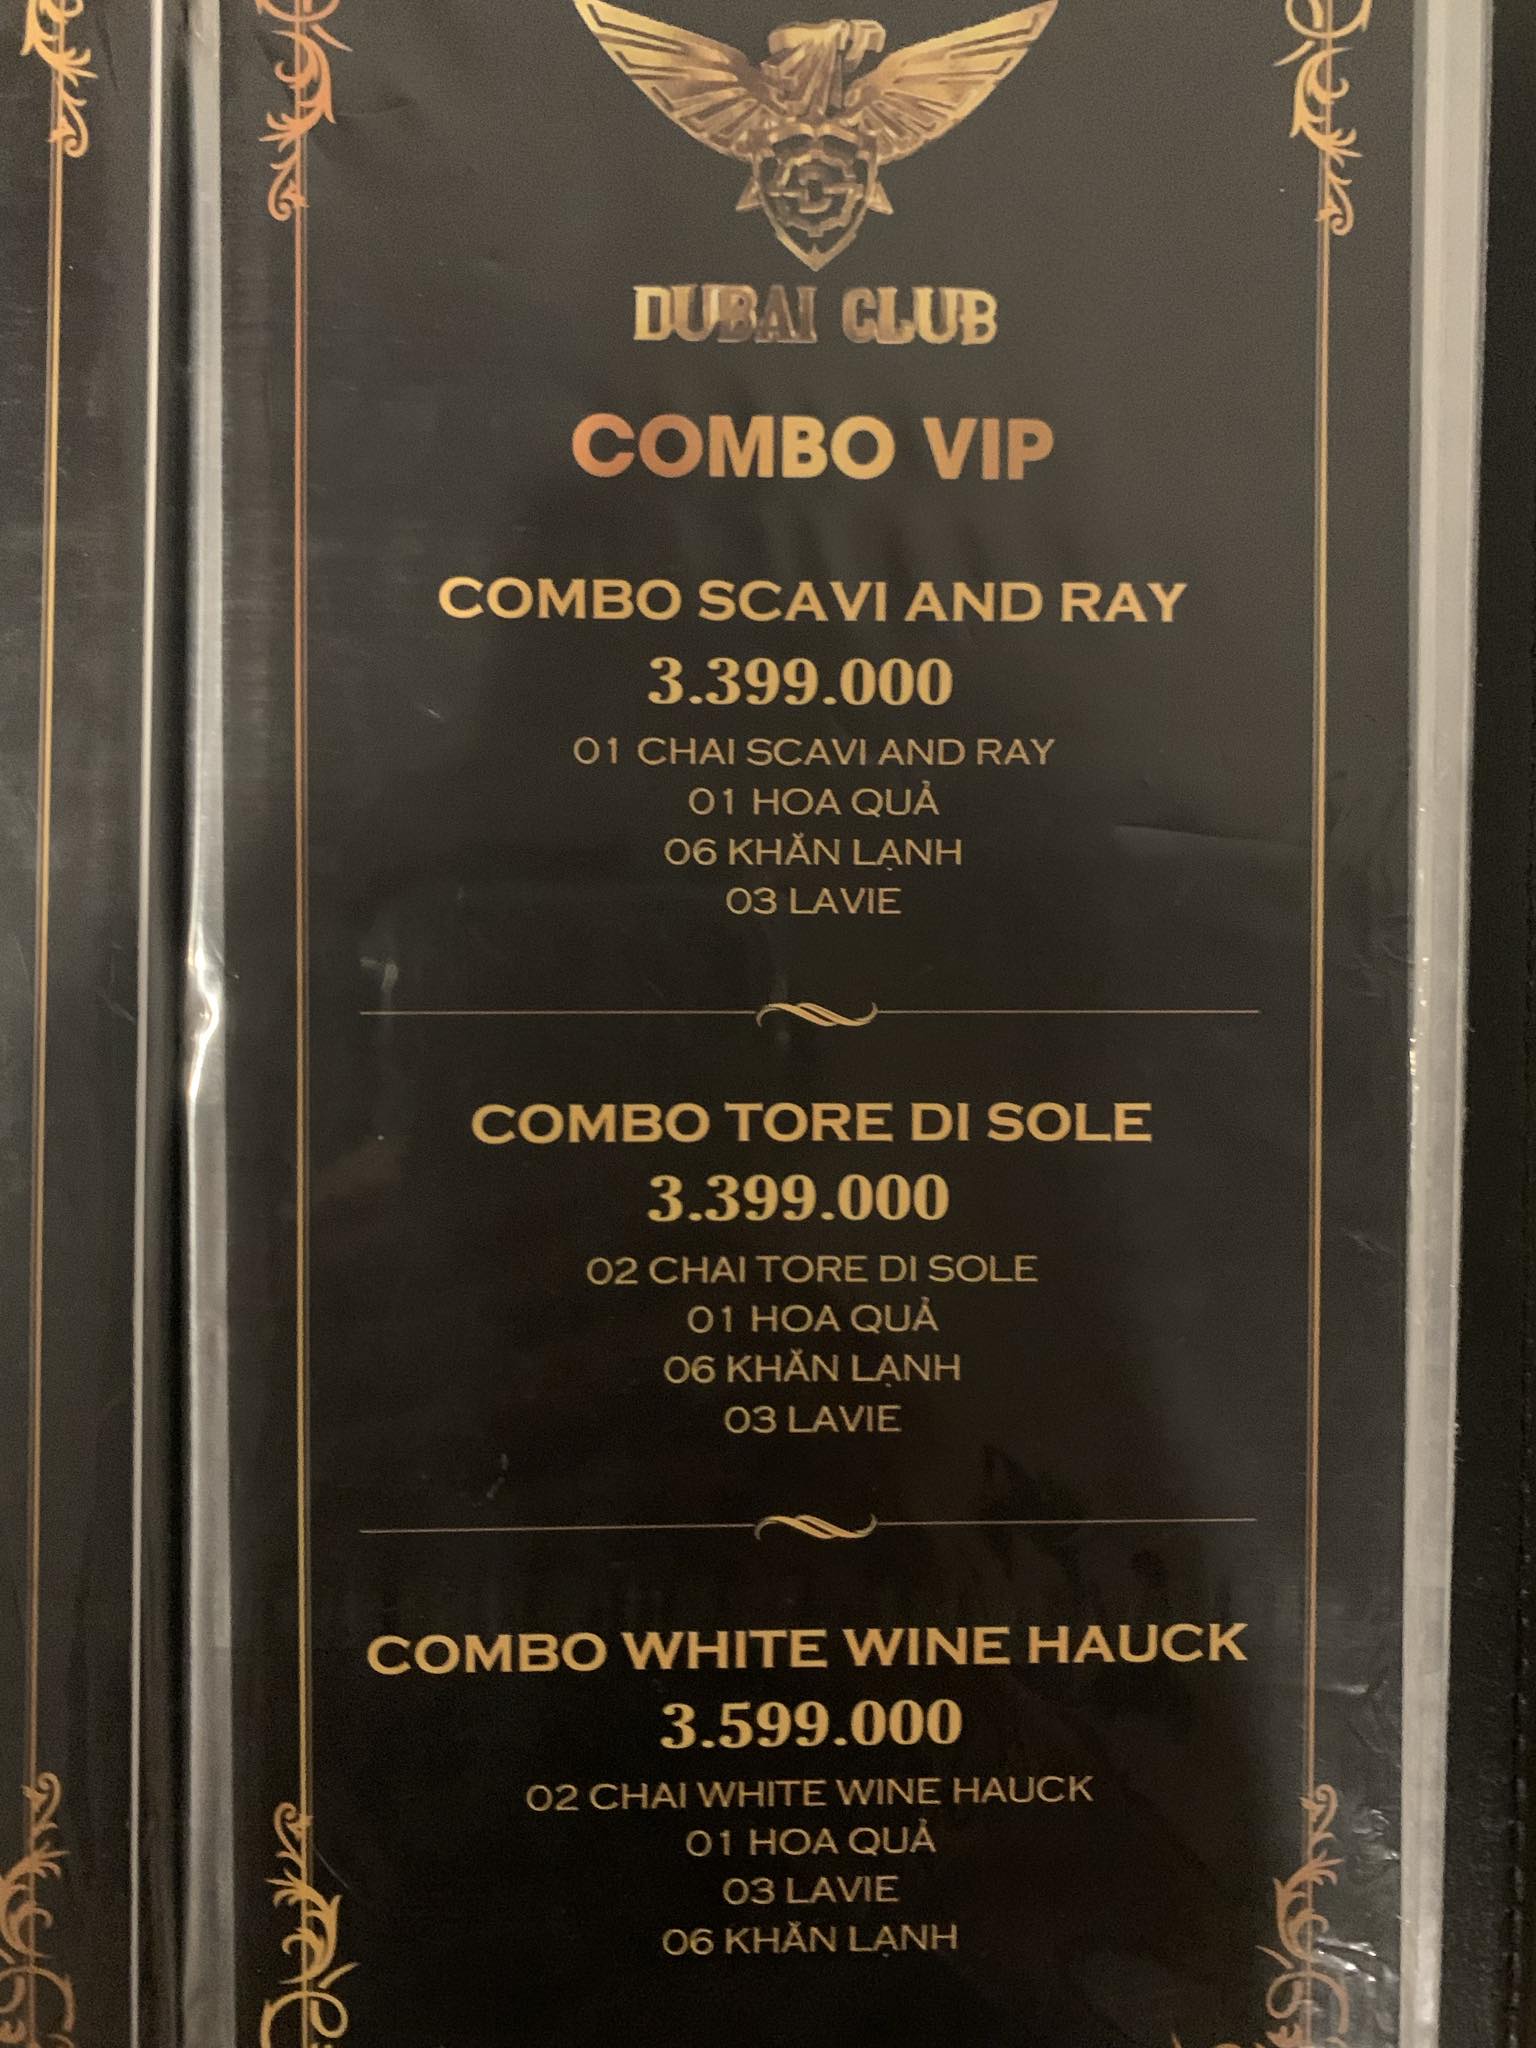 DUBAI CLUB
COMBO VIP
COMBO SCAVI AND RAY
3.399.000
01 CHAI SCAVI AND RAY
01 HOA QUẢ
06 KHĂN LẠNH
03 LAVIE
COMBO TORE DI SOLE
3.399.000
02 CHAI TORE DI SOLE
01 HOA QUẢ
06 KHĂN LẠNH
03 LAVIE
COMBO WHITE WINE HAUCK
3.599.000
02 CHAI WHITE WINE HAUCK
01 HOA QUẢ
03 LAVIE
06 KHĂN LẠNH